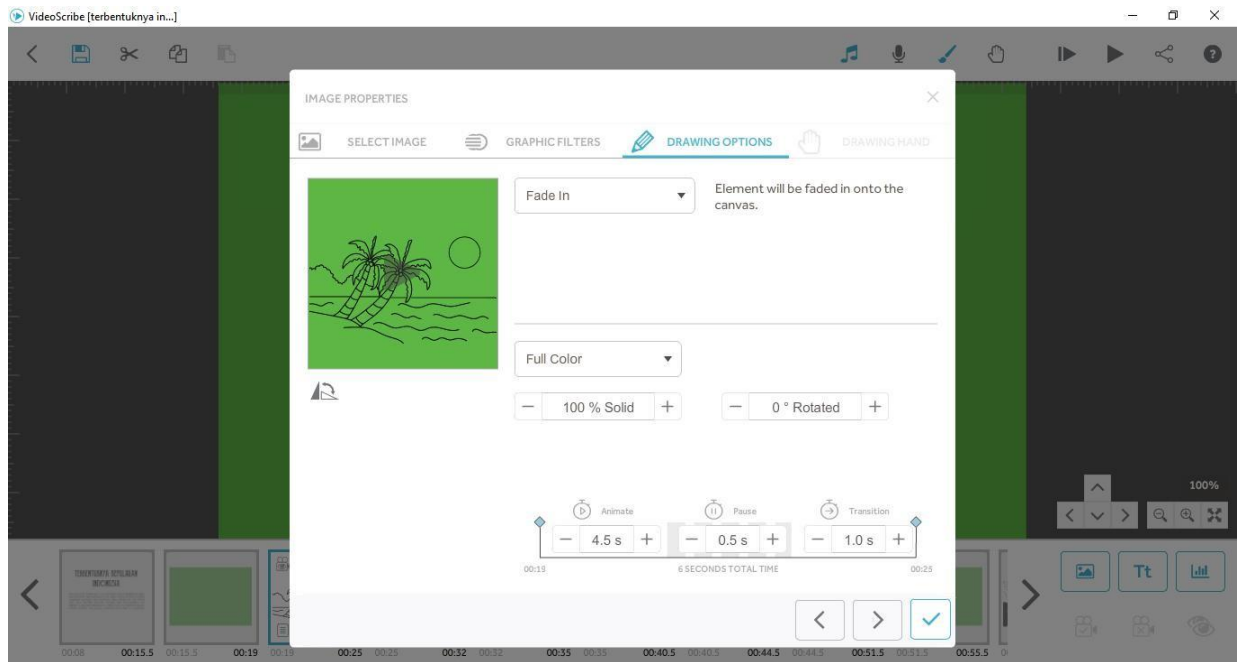 VideoScribe [terbentuknya in...]
IMAGE PROPERTIES
SELECT IMAGE GRAPHIC FILTERS DRAWING OPTIONS DRAWING HAND
Fade In
Element will be faded in onto the
canvas.
Full Color
100 % Solid 0 ° Rotated
100%
Animate Pause Transition
4.5 s 0.5 s 1.0 s
00:19 6 SECONDS TOTAL TIME 00:25
TERBENTUKNYA KEPULAUAN
INDONESIA
Tt
00:08 00:15.5 00:15.5 00:19 00:19 00:25 00:25 00:32 00:32 00:35 00:35 00:40.5 00:40.5 00:44.5 00:44.5 00:51.5 00:51.5 00:55.5